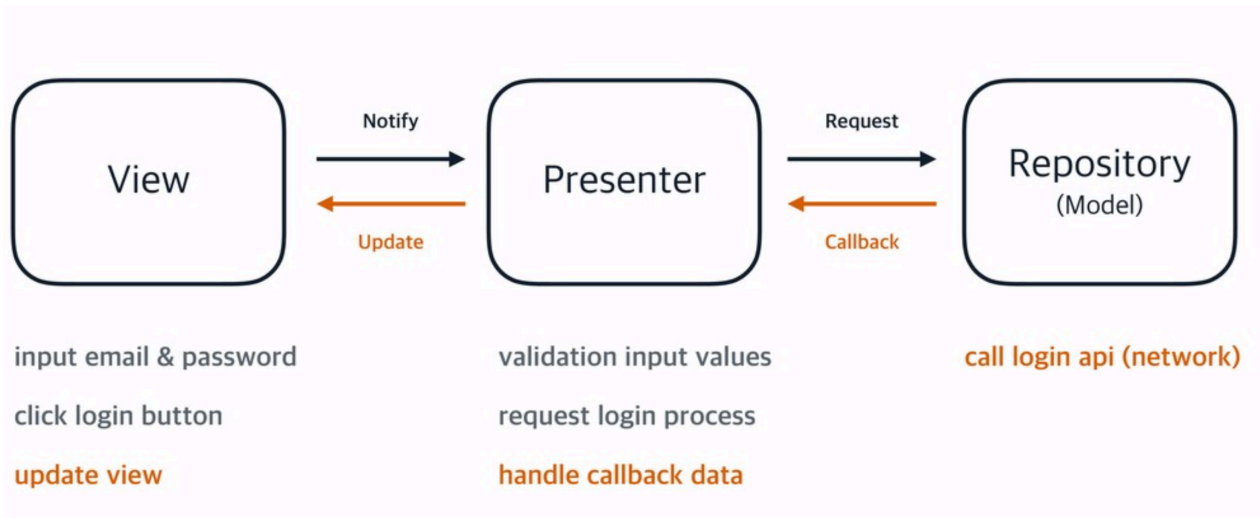 View
Notify
Update
Presenter
Request
Callback
Repository
(Model)
input email & password
click login button
update view
validation input values
request login process
handle callback data
call login api (network)